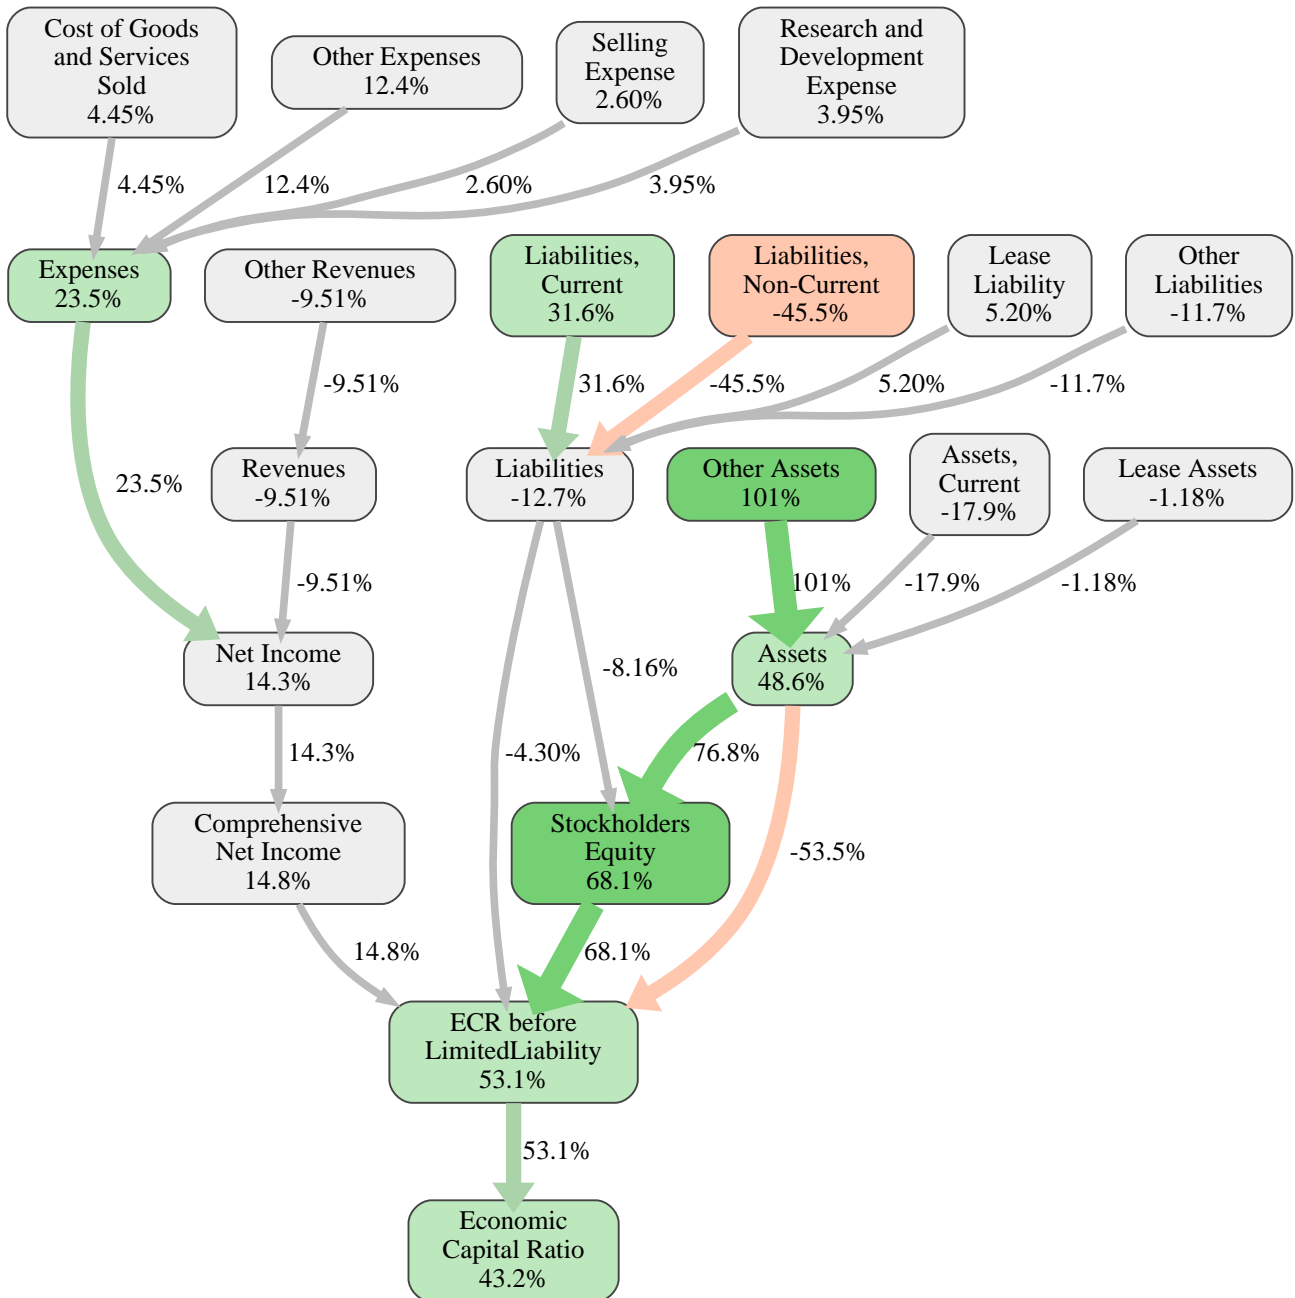 Cost of Goods
and Services
Sold
4.45%
Other Expenses
12.4%
Selling
Expense
2.60%
Research and
Development
Expense
3.95%
4.45%
12.4%
2.60%
3.95%
Expenses
23.5%
Other Revenues
-9.51%
Liabilities,
Current
31.6%
Liabilities,
Non-Current
-45.5%
Lease
Liability
5.20%
Other
Liabilities
-11.7%
-9.51%
31.6%
-45.5%
5.20%
-11.7%
23.5%
Revenues
-9.51%
Liabilities
-12.7%
Other Assets
101%
Assets,
Current
-17.9%
Lease Assets
-1.18%
-9.51%
101%
-17.9%
-1.18%
Net Income
14.3%
-8.16%
Assets
48.6%
14.3%
-4.30%
76.8%
Comprehensive
Net Income
14.8%
Stockholders
Equity
68.1%
-53.5%
14.8%
68.1%
ECR before
LimitedLiability
53.1%
53.1%
Economic
Capital Ratio
43.2%